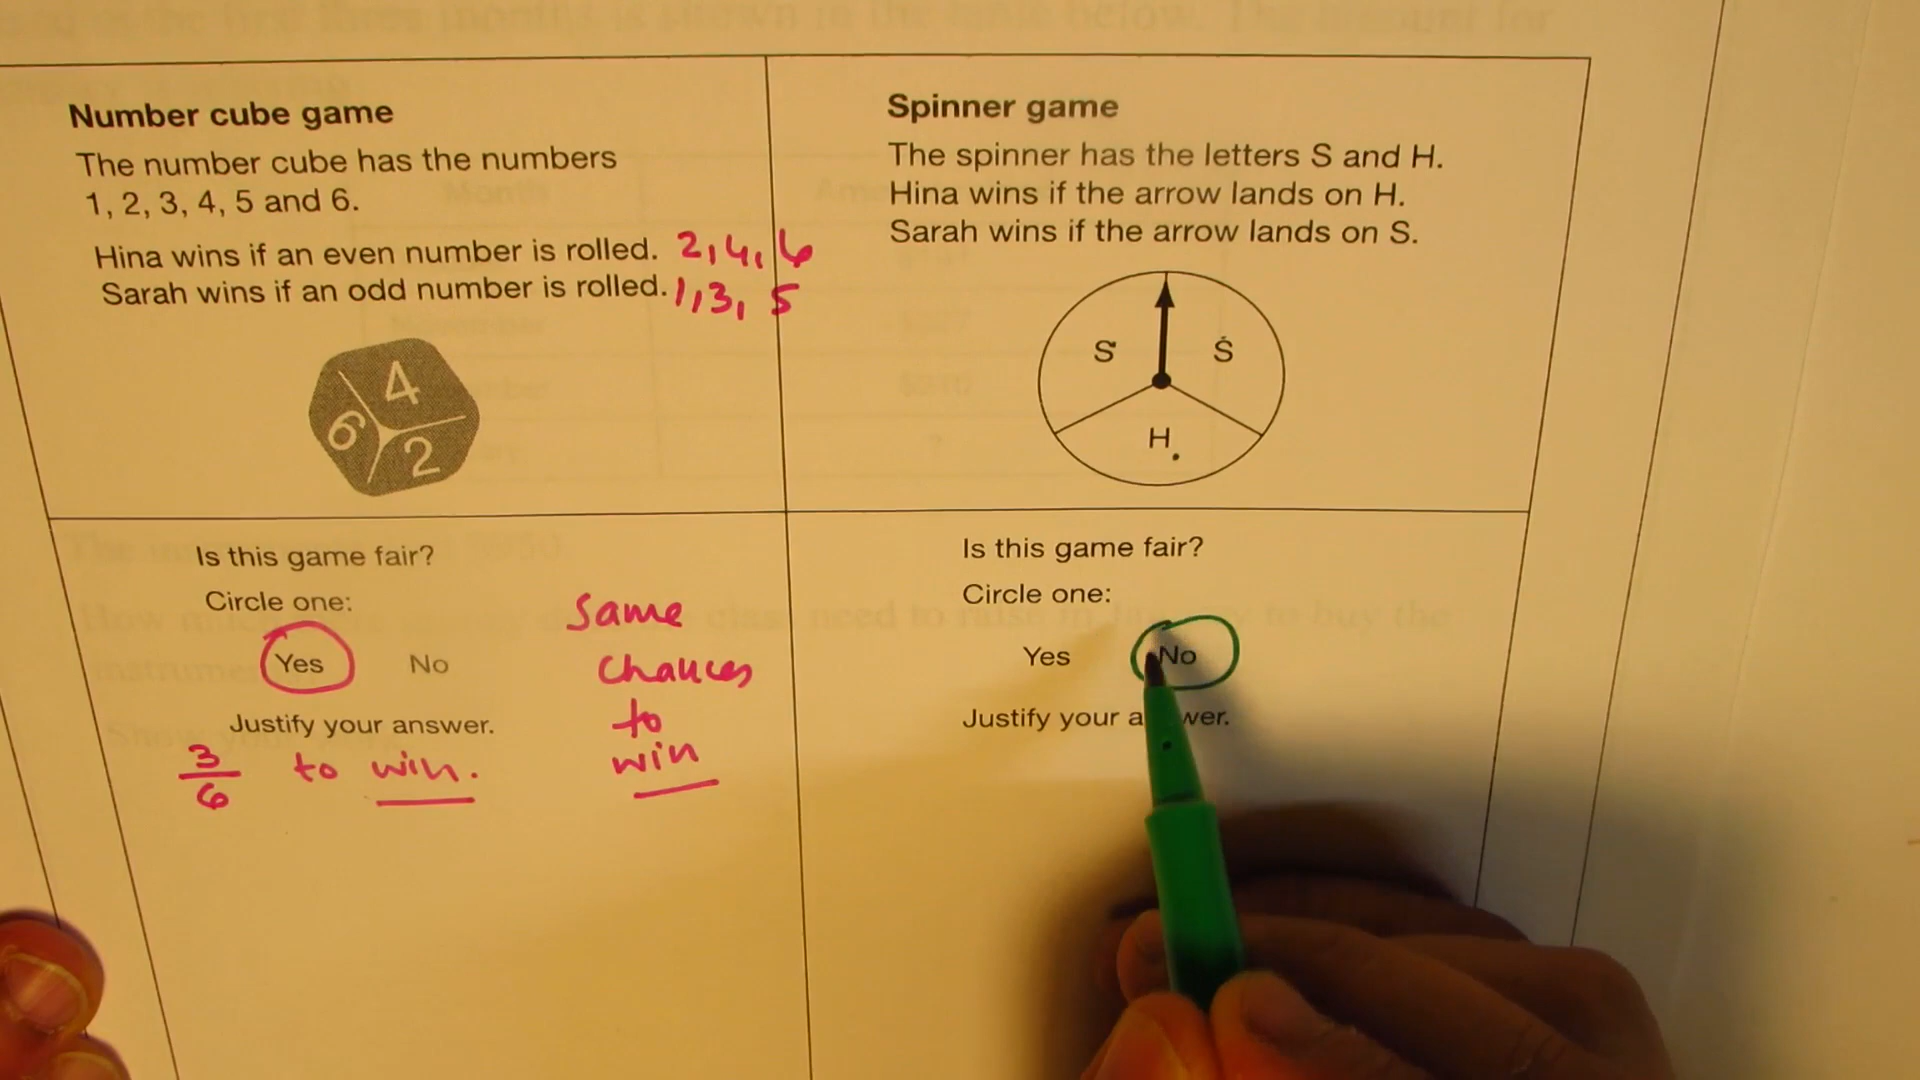 Number cube game
The number cube has the numbers
1, 2, 3, 4, 5 and 6.
Hina wins if an even number is rolled. 2, 4, 6
Sarah wins if an odd number is rolled. 1, 3, 5
4
6
2
Is this game fair?
Circle one:
Yes No
Justify your answer.
3/6 to win.
Same
chances
to
win
Spinner game
The spinner has the letters S and H.
Hina wins if the arrow lands on H.
Sarah wins if the arrow lands on S.
S S
H
Is this game fair?
Circle one:
Yes No
Justify your a wer.